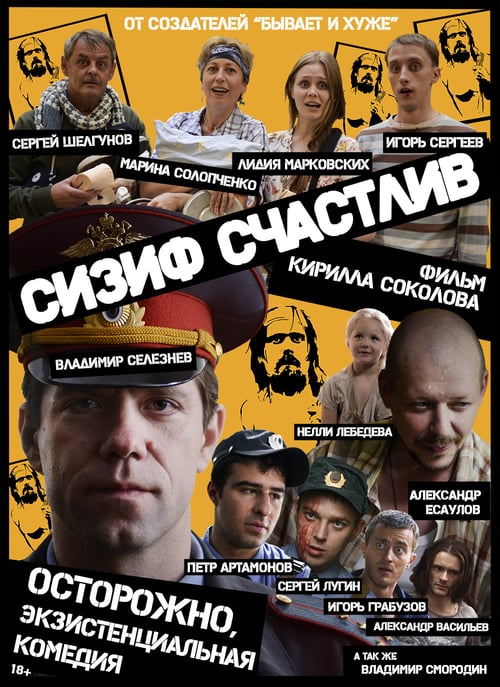 ОТ СОЗДАТЕЛЕЙ "БЫВАЕТ И ХУЖЕ"
СЕРГЕЙ ШЕЛГУНОВ
МАРИНА СОЛОПЧЕНКО
ЛИДИЯ МАРКОВСКИХ
ИГОРЬ СЕРГЕЕВ
СИЗИФ СЧАСТЛИВ
ФИЛЬМ
КИРИЛЛА СОКОЛОВА
ВЛАДИМИР СЕЛЕЗНЕВ
НЕЛЛИ ЛЕБЕДЕВА
АЛЕКСАНДР
ЕСАУЛОВ
ПЕТР АРТАМОНОВ
СЕРГЕЙ ЛУГИН
ИГОРЬ ГРАБУЗОВ
АЛЕКСАНДР ВАСИЛЬЕВ
А ТАК ЖЕ
ВЛАДИМИР СМОРОДИН
ОСТОРОЖНО,
ЭКЗИСТЕНЦИАЛЬНАЯ
КОМЕДИЯ
18+